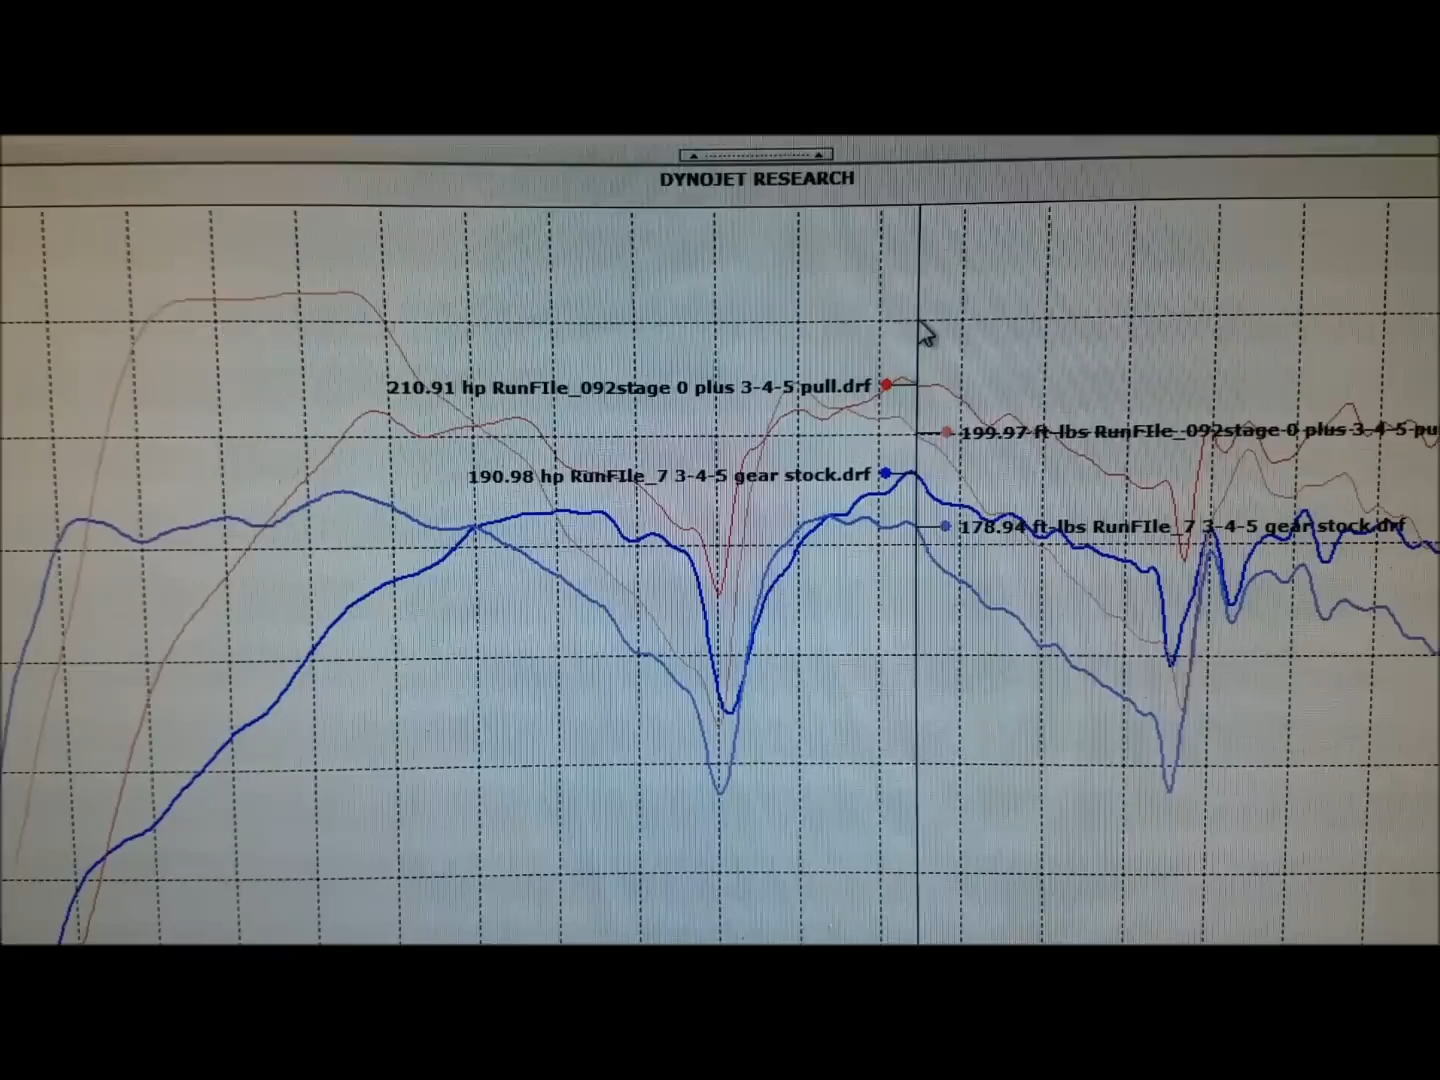 DYNOJET RESEARCH
210.91 hp RunFIle_092stage 0 plus 3-4-5 pull.drf
199.97 ft-lbs RunFIle_092stage 0 plus 3-4-5 pu
190.98 hp RunFIle_7 3-4-5 gear stock.drf
178.94 ft-lbs RunFIle_7 3-4-5 gear stock.drf